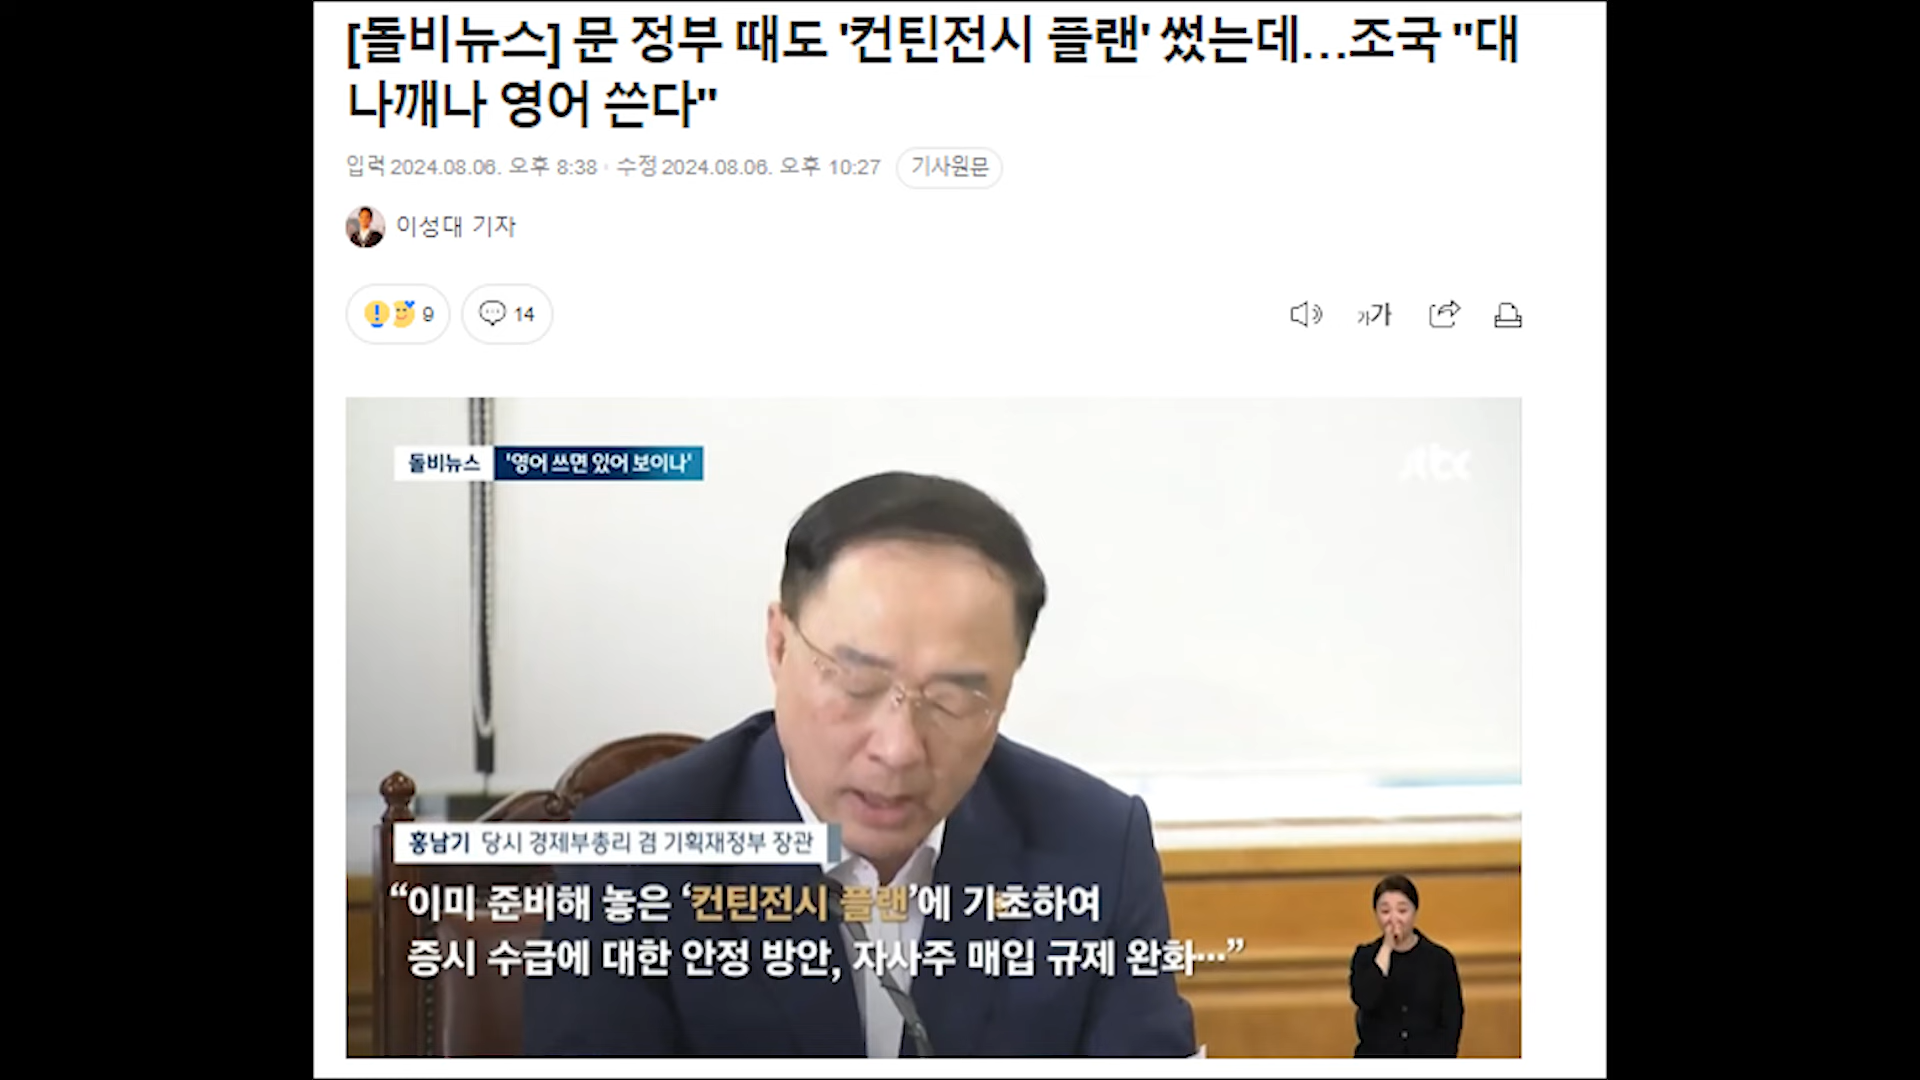 [돌비뉴스] 문 정부 때도 '컨틴전시 플랜' 썼는데…조국 "대
나깨나 영어 쓴다"
입력 2024.08.06. 오후 8:38 · 수정 2024.08.06. 오후 10:27 기사원문
이성대 기자
9 14
가가
돌비뉴스 '영어 쓰면 있어 보이나'
jtbc
홍남기 당시 경제부총리 겸 기획재정부 장관
“이미 준비해 놓은 ‘컨틴전시 플랜’에 기초하여
증시 수급에 대한 안정 방안, 자사주 매입 규제 완화…”